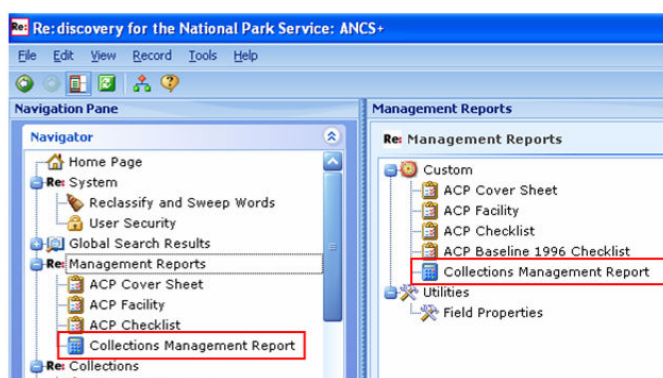 Re: Re:discovery for the National Park Service: ANCS+
File Edit View Record Tools Help
Navigation Pane
Navigator
Home Page
Re: System
Reclassify and Sweep Words
User Security
Global Search Results
Re: Management Reports
ACP Cover Sheet
ACP Facility
ACP Checklist
Collections Management Report
Re: Collections
Management Reports
Re: Management Reports
Custom
ACP Cover Sheet
ACP Facility
ACP Checklist
ACP Baseline 1996 Checklist
Collections Management Report
Utilities
Field Properties